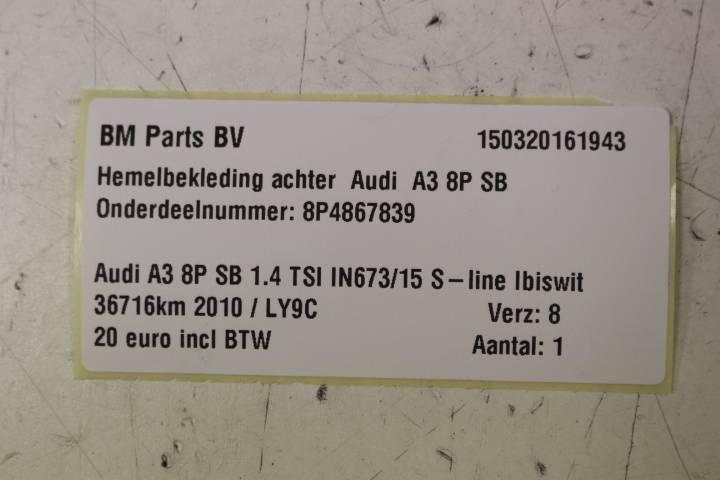 BM Parts BV 150320161943
Hemelbekleding achter Audi A3 8P SB
Onderdeelnummer: 8P4867839
Audi A3 8P SB 1.4 TSI IN673/15 S-line Ibiswit
36716km 2010 / LY9C Verz: 8
20 euro incl BTW Aantal: 1